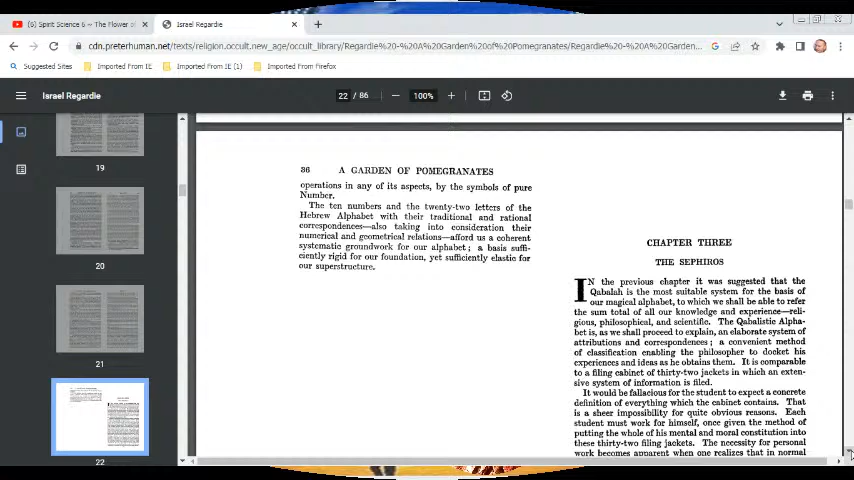 (6) Spirit Science 6 ~ The Flower of
Israel Regardie
cdn.preterhuman.net/texts/religion.occult.new_age/occult_library/Regardie%20-%20A%20Garden%20of%20Pomegranates/Regardie%20-%20A%20Garden...
Suggested Sites
Imported From IE
Imported From IE (1)
Imported From Firefox
Israel Regardie
22 / 86
100%
19
20
21
22
36 A GARDEN OF POMEGRANATES
operations in any of its aspects, by the symbols of pure
Number.
The ten numbers and the twenty-two letters of the
Hebrew Alphabet with their traditional and rational
correspondences—also taking into consideration their
numerical and geometrical relations—afford us a coherent
systematic groundwork for our alphabet; a basis suffi-
ciently rigid for our foundation, yet sufficiently elastic for
our superstructure.
CHAPTER THREE
THE SEPHIROS
IN the previous chapter it was suggested that the
Qabalah is the most suitable system for the basis of
our magical alphabet, to which we shall be able to refer
the sum total of all our knowledge and experience—reli-
gious, philosophical, and scientific. The Qabalistic Alpha-
bet is, as we shall proceed to explain, an elaborate system of
attributions and correspondences; a convenient method
of classification enabling the philosopher to docket his
experiences and ideas as he obtains them. It is comparable
to a filing cabinet of thirty-two jackets in which an exten-
sive system of information is filed.
It would be fallacious for the student to expect a concrete
definition of everything which the cabinet contains. That
is a sheer impossibility for quite obvious reasons. Each
student must work for himself, once given the method of
putting the whole of his mental and moral constitution into
these thirty-two filing jackets. The necessity for personal
work becomes apparent when one realizes that in normal